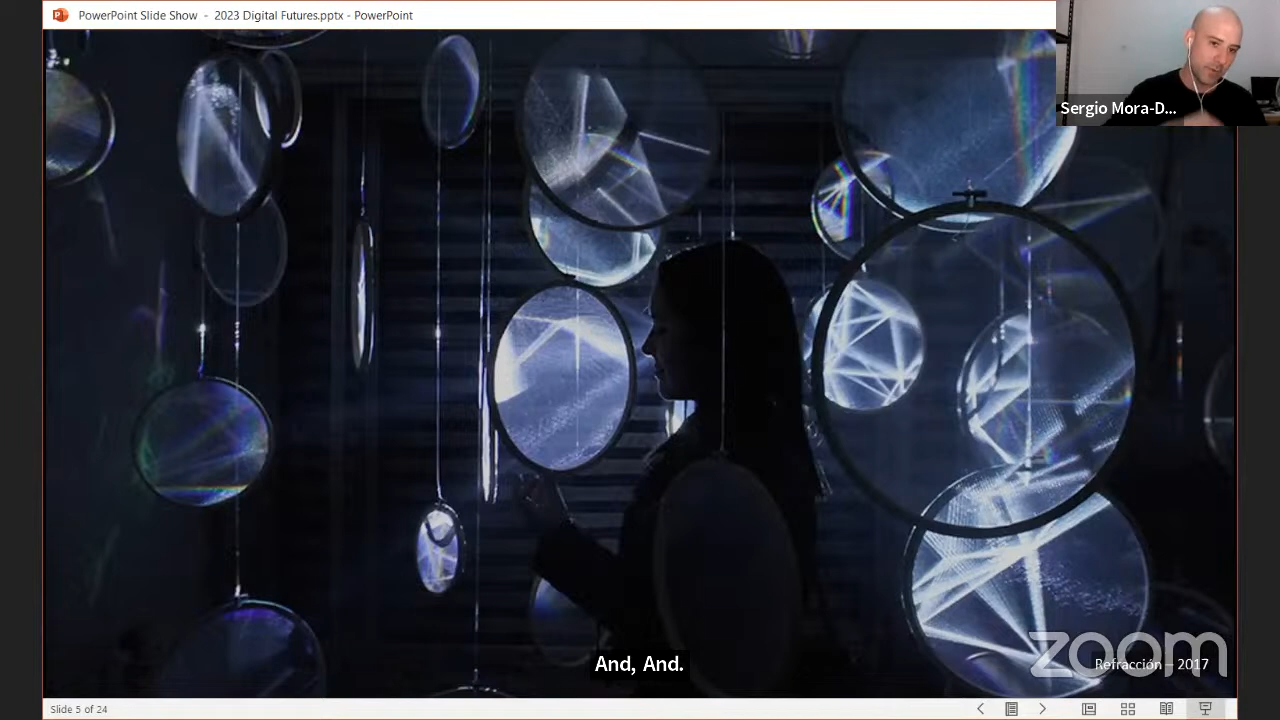 PowerPoint Slide Show - 2023 Digital Futures.pptx - PowerPoint
Sergio Mora-D...
And, And.
zoom
Refracción – 2017
Slide 5 of 24